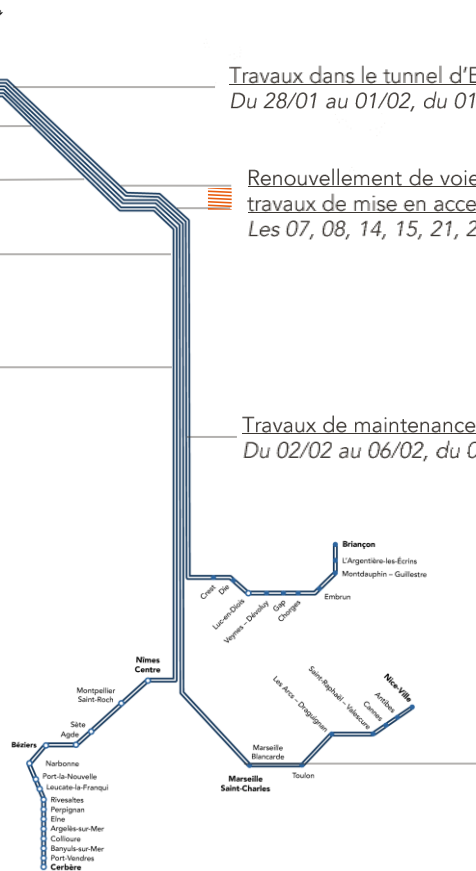 Travaux dans le tunnel d'E
Du 28/01 au 01/02, du 01
Renouvellement de voie
travaux de mise en acce
Les 07, 08, 14, 15, 21, 2
Travaux de maintenance
Du 02/02 au 06/02, du 0
Briançon
L'Argentière-les-Écrins
Montdauphin – Guillestre
Embrun
Crest
Die
Luc-en-Diois
Veynes – Dévoluy
Gap
Chorges
Nîmes
Centre
Montpellier
Saint-Roch
Sète
Agde
Béziers
Narbonne
Port-la-Nouvelle
Leucate-la-Franqui
Rivesaltes
Perpignan
Elne
Argelès-sur-Mer
Collioure
Banyuls-sur-Mer
Port-Vendres
Cerbère
Marseille
Blancarde
Marseille
Saint-Charles
Toulon
Les Arcs – Draguignan
Saint-Raphaël – Valescure
Cannes
Antibes
Nice-Ville